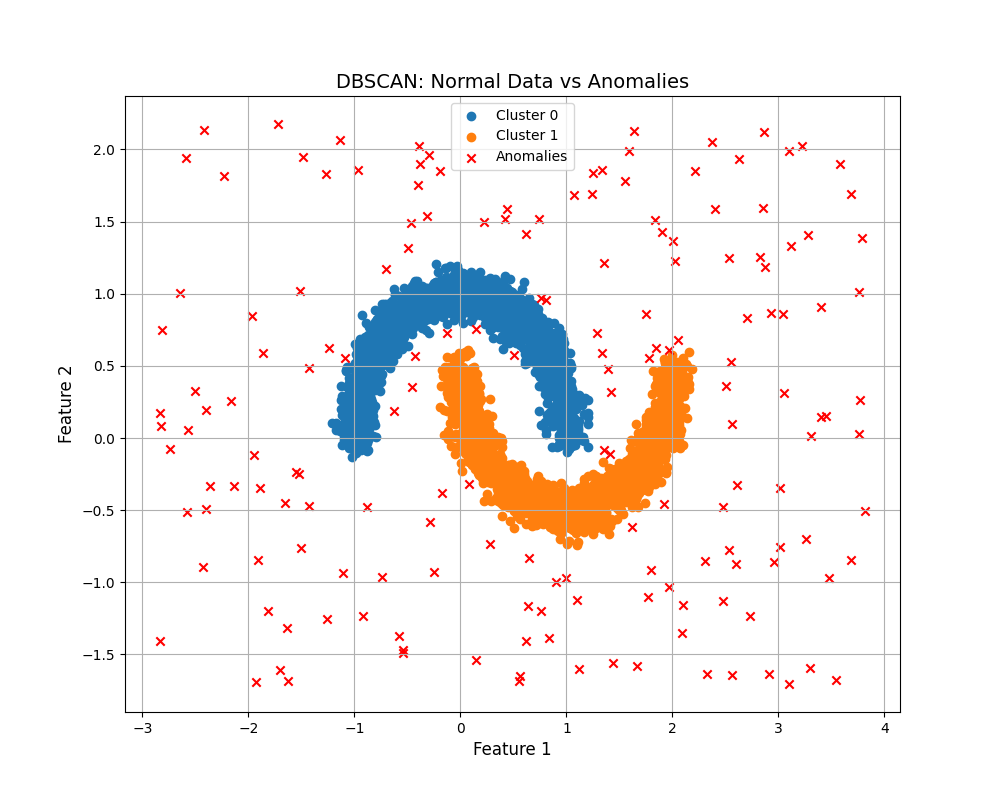 DBSCAN: Normal Data vs Anomalies
Cluster 0
Cluster 1
Anomalies
2.0
1.5
1.0
0.5
0.0
−0.5
−1.0
−1.5
Feature 2
−3 −2 −1 0 1 2 3 4
Feature 1